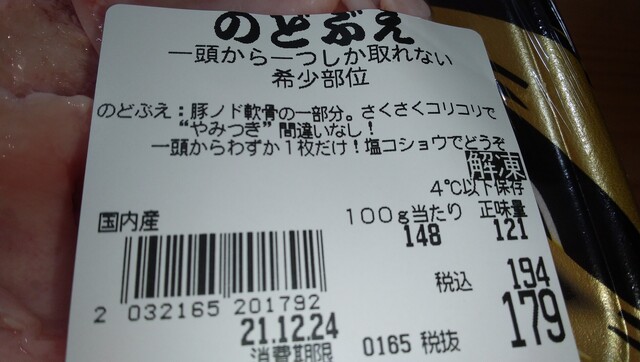 のどぶえ
一頭から一つしか取れない
希少部位
のどぶえ：豚ノド軟骨の一部分。さくさくコリコリで
“やみつき”間違いなし！
一頭からわずか１枚だけ！塩コショウでどうぞ
解凍
4℃以下保存
国内産
100g当たり 正味量
148 121
税込 194
2 032165 201792
21.12.24
消費期限
0165 税抜 179